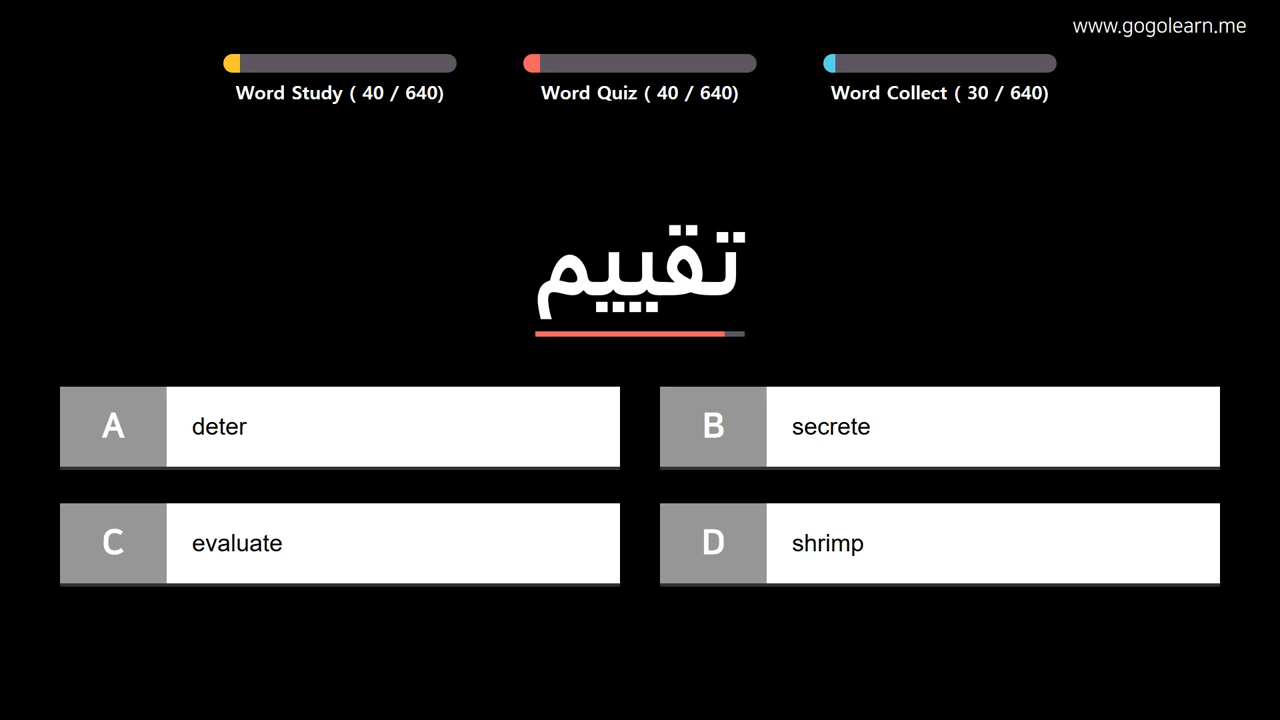 www.gogolearn.me
Word Study ( 40 / 640)
Word Quiz ( 40 / 640)
Word Collect ( 30 / 640)
تقييم
A
deter
B
secrete
C
evaluate
D
shrimp